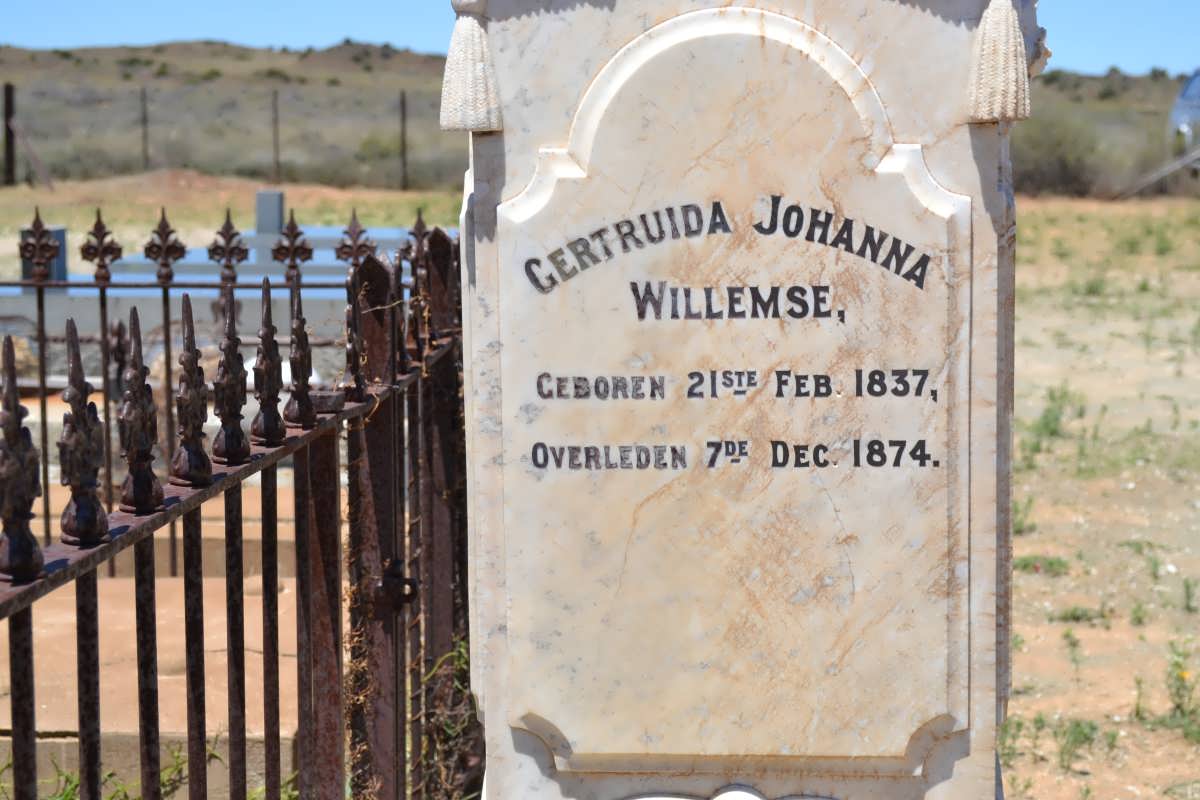 GERTRUIDA JOHANNA
WILLEMSE,
GEBOREN 21STE FEB. 1837,
OVERLEDEN 7DE DEC. 1874.